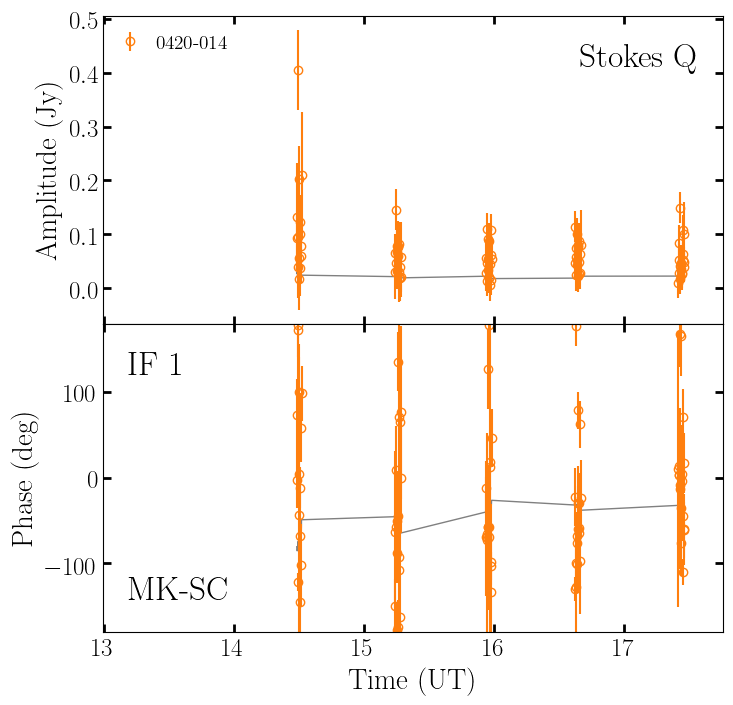 0420-014
Stokes Q
Amplitude (Jy)
0.5
0.4
0.3
0.2
0.1
0.0
IF 1
Phase (deg)
100
0
−100
MK-SC
13 14 15 16 17
Time (UT)